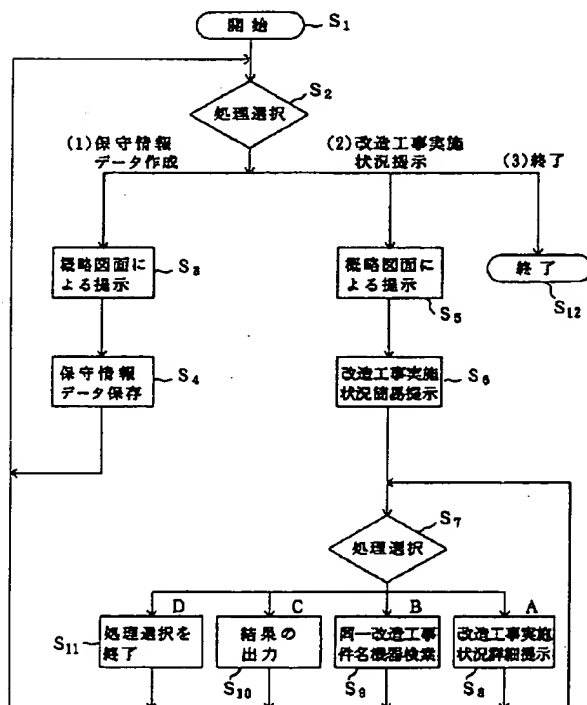 開始
S1
S2
処理選択
(1)保守情報
データ作成
(2)改造工事実施
状況提示
(3)終了
概略図面に
よる提示
S3
概略図面に
よる提示
S5
終了
S12
保守情報
データ保存
S4
改造工事実施
状況簡易提示
S6
S7
処理選択
D
C
B
A
S11
処理選択を
終了
結果の
出力
S10
同一改造工事
件名機器検索
S9
改造工事実施
状況詳細提示
S8